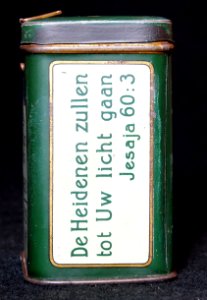 De Heidenen zullen
tot Uw licht gaan
Jesaja 60:3